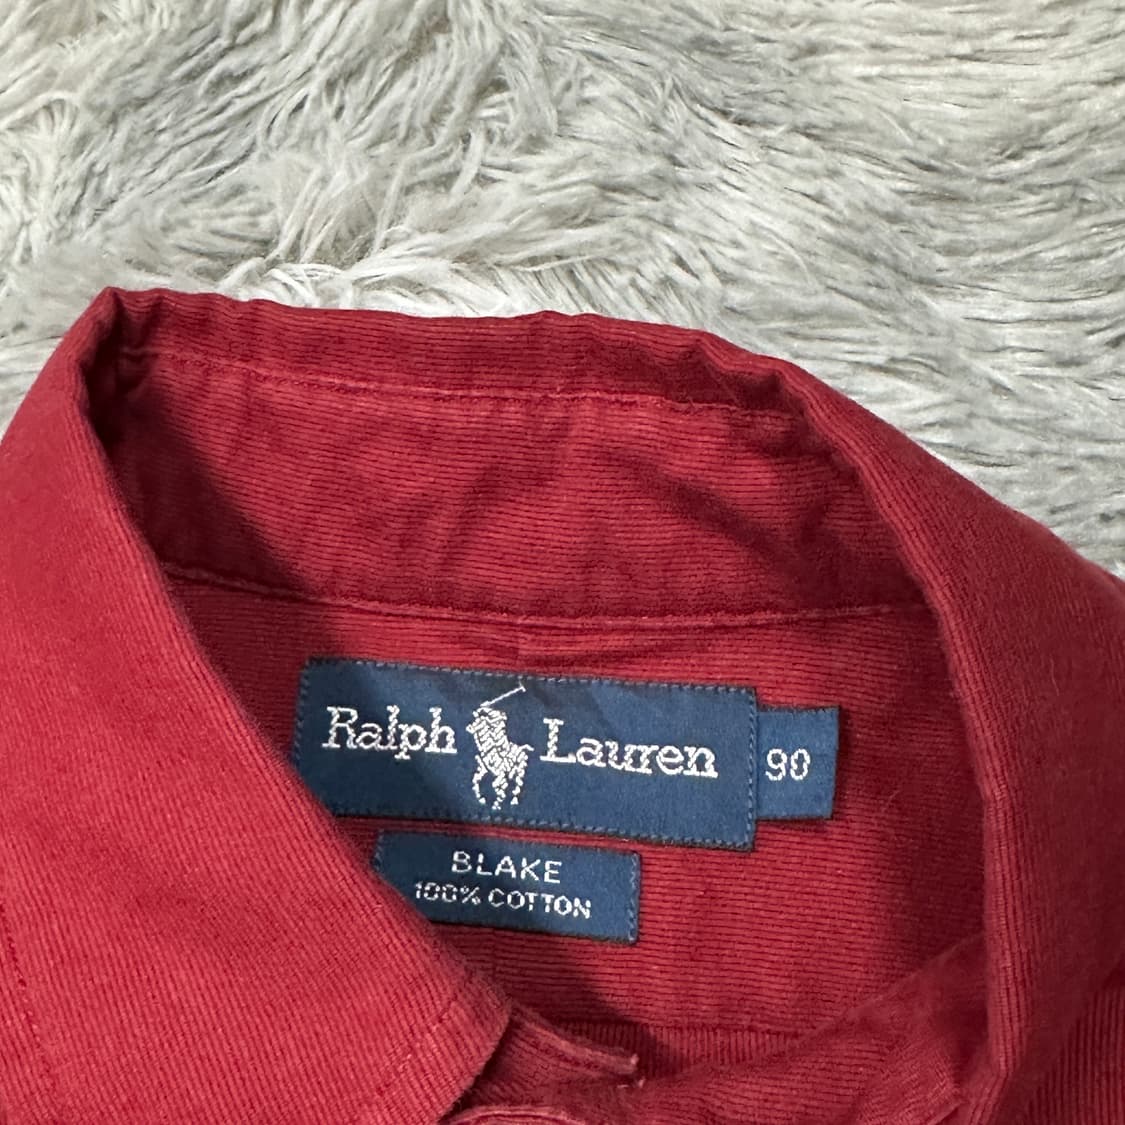 Ralph Lauren
90
BLAKE
100% COTTON